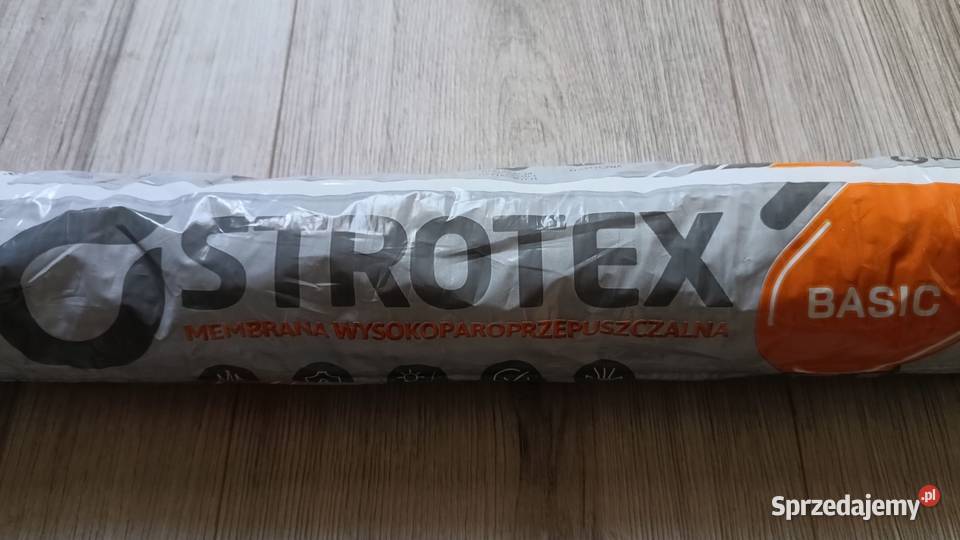 STROTEX
MEMBRANA WYSOKOPAROPRZEPUSZCZALNA
BASIC
Sprzedajemy.pl